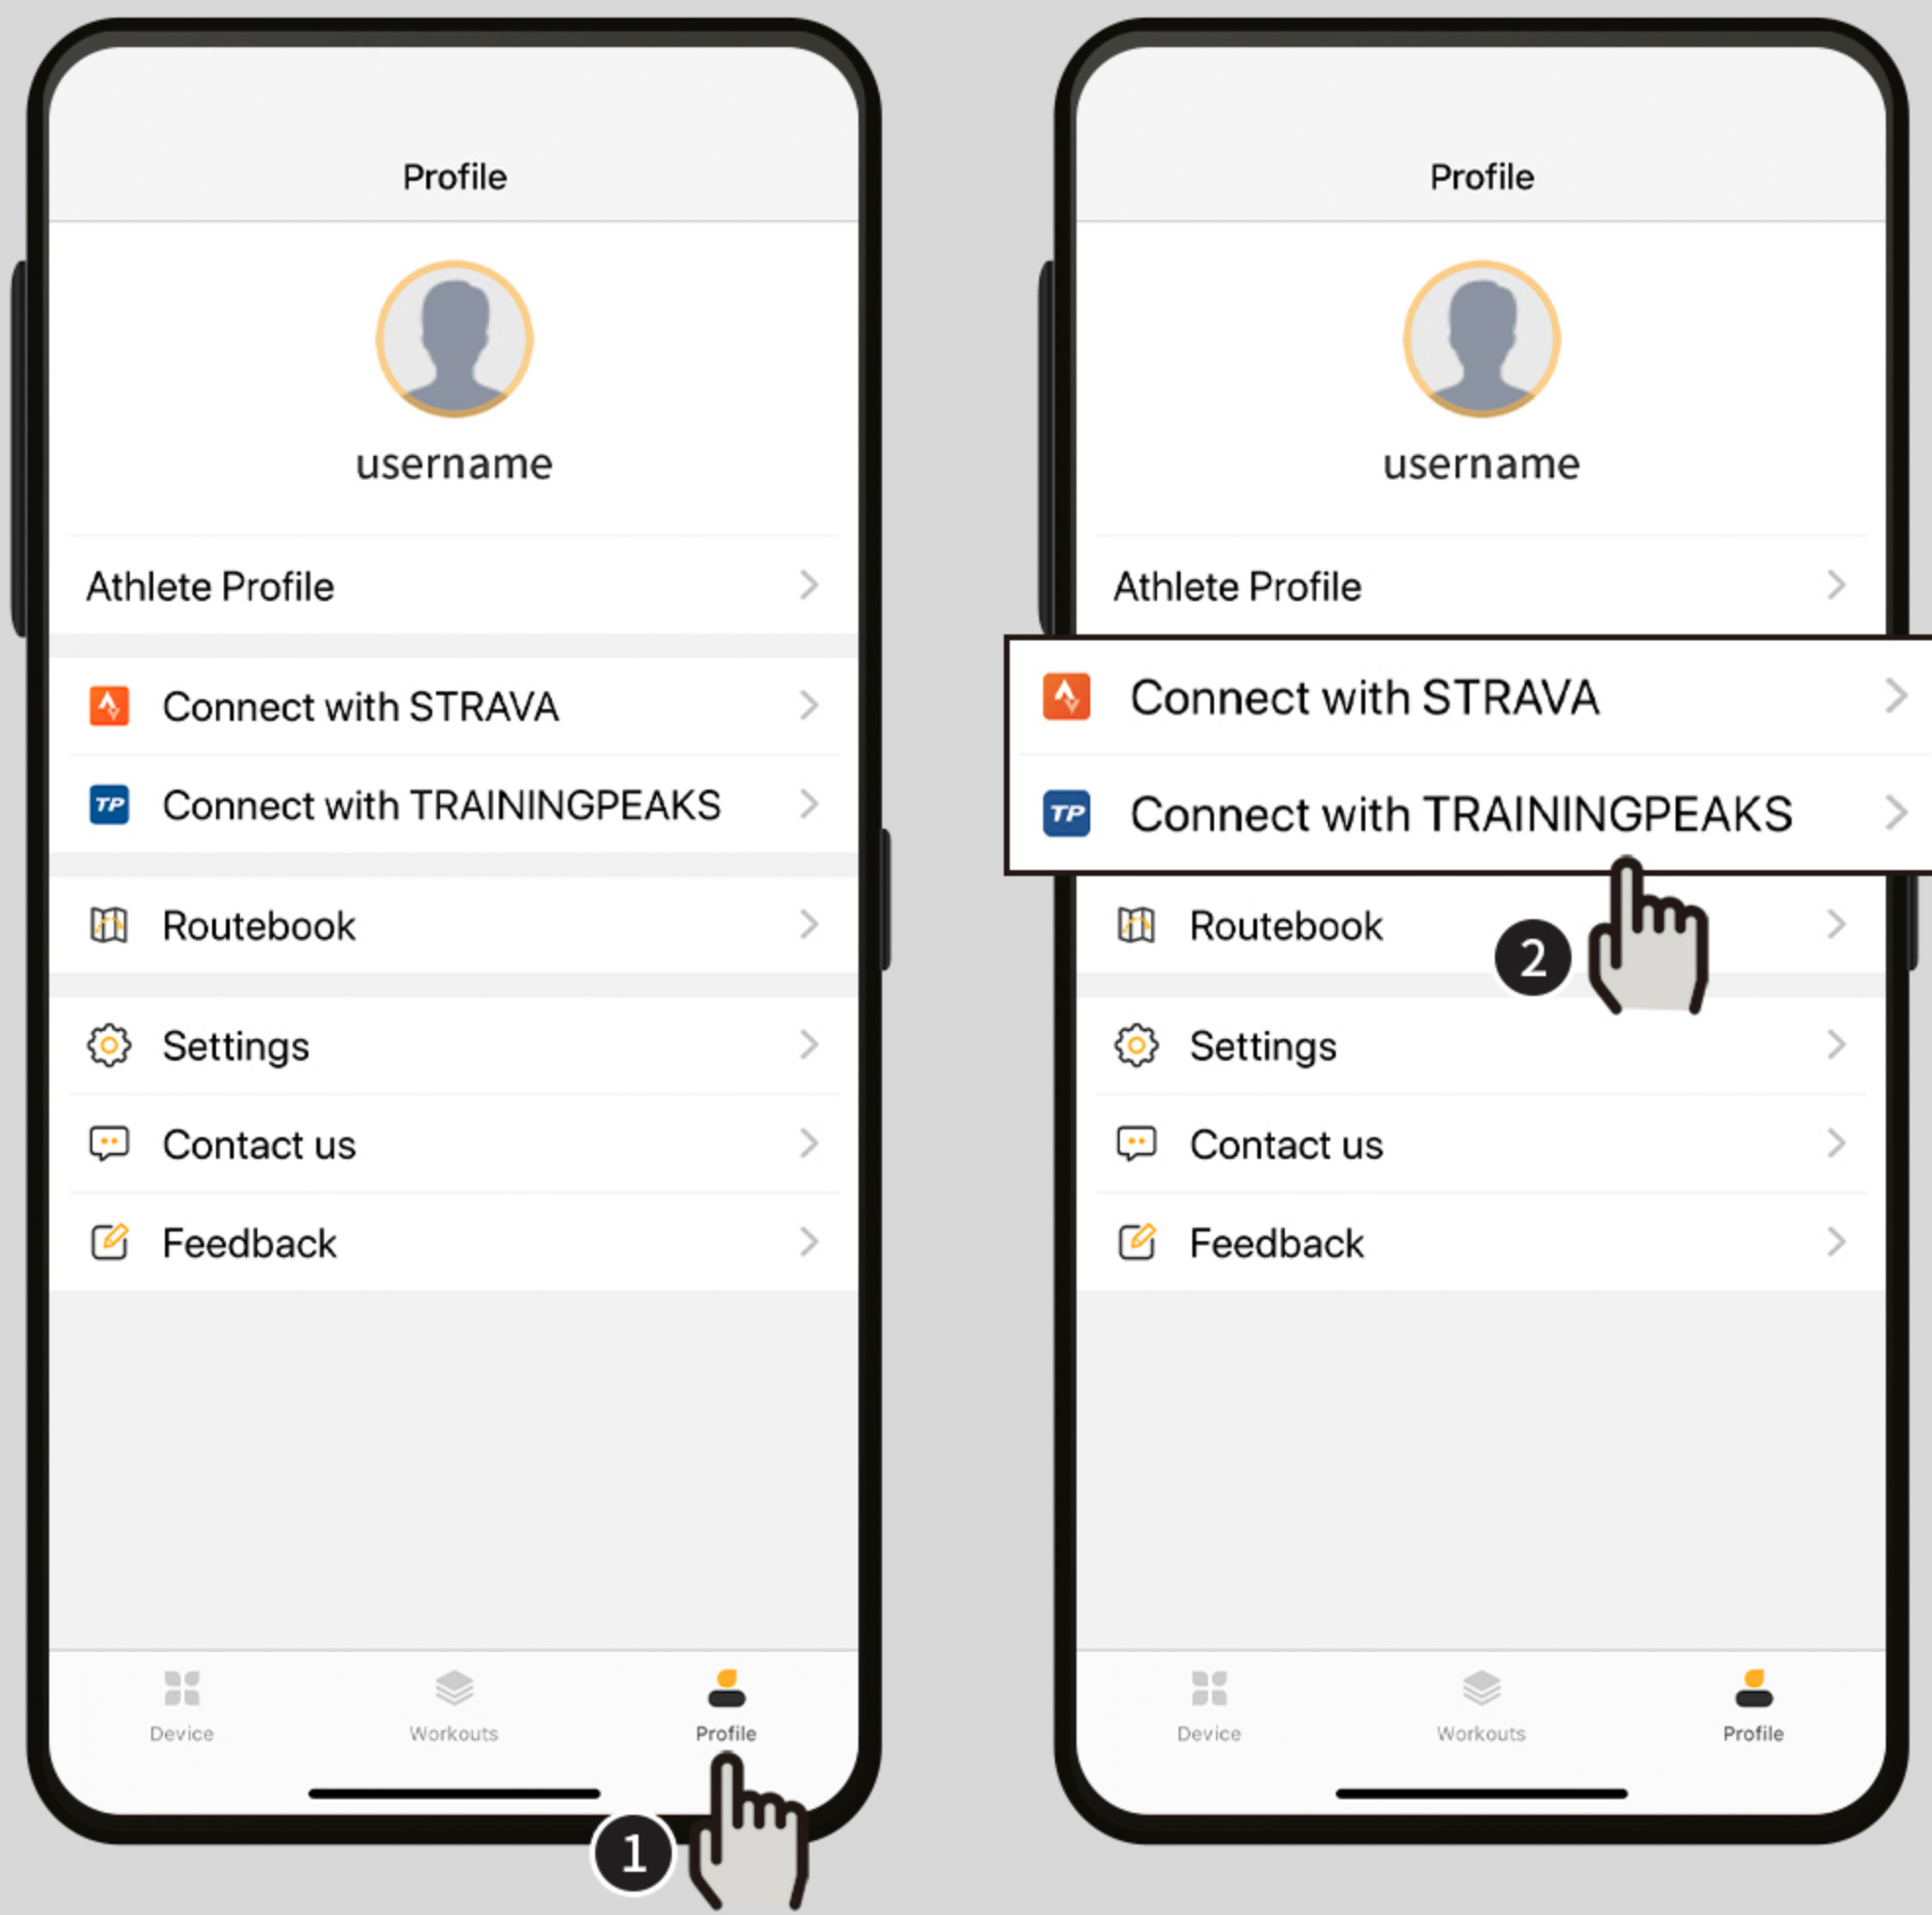 Profile
username
Athlete Profile
Connect with STRAVA
TP Connect with TRAININGPEAKS
Routebook
Settings
Contact us
Feedback
Device Workouts Profile
1
Profile
username
Athlete Profile
Connect with STRAVA
TP Connect with TRAININGPEAKS
Routebook
2
Settings
Contact us
Feedback
Device Workouts Profile